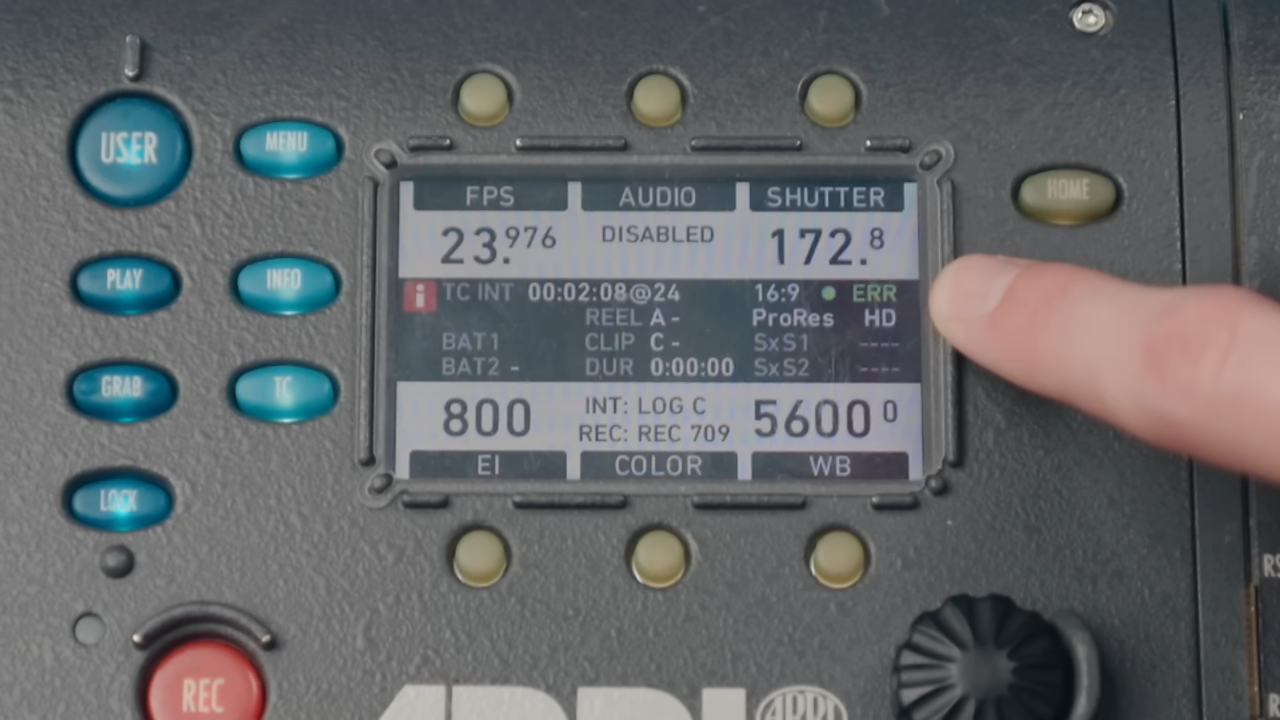 USER
MENU
HOME
FPS AUDIO SHUTTER
23.976 DISABLED 172.8
PLAY
INFO
i TC INT 00:02:08@24 16:9 ERR
REEL A - ProRes HD
BAT1 CLIP C - SxS1 ----
BAT2 - DUR 0:00:00 SxS2 ----
GRAB
TC
800 INT: LOG C 5600 0
REC: REC 709
EI COLOR WB
LOCK
REC
ARRI
ARRI